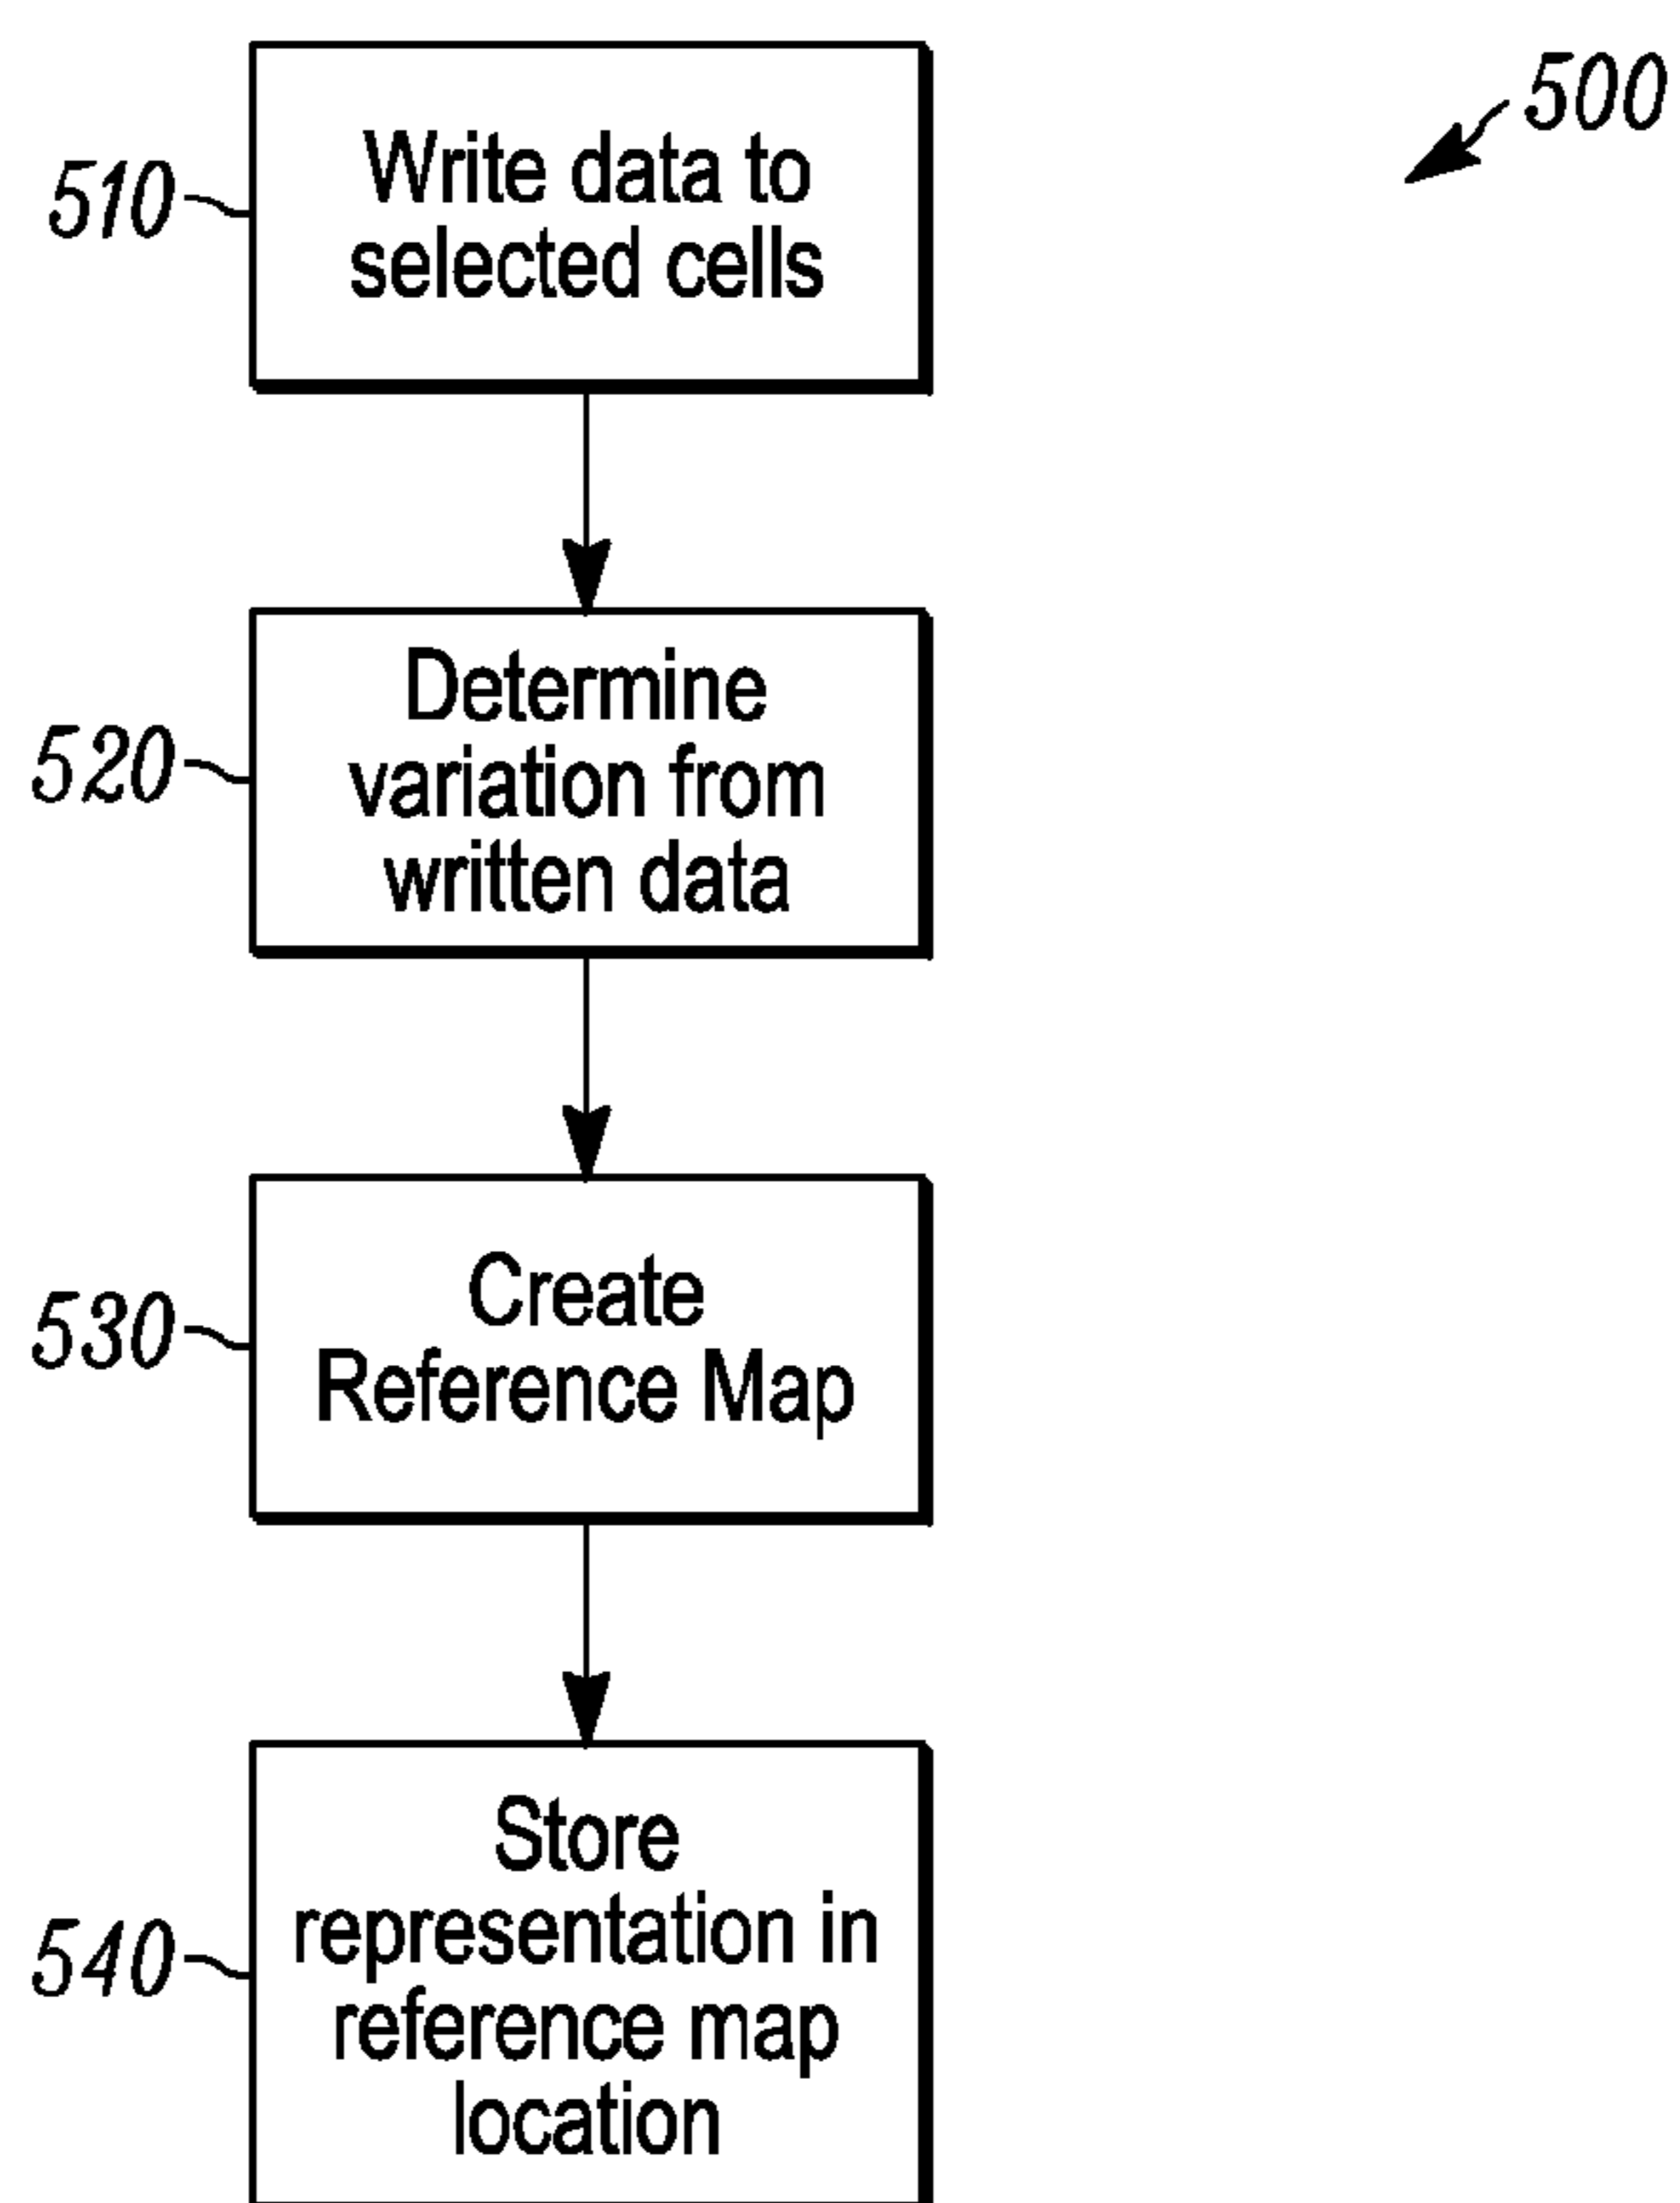 500
510
Write data to
selected cells
520
Determine
variation from
written data
530
Create
Reference Map
540
Store
representation in
reference map
location